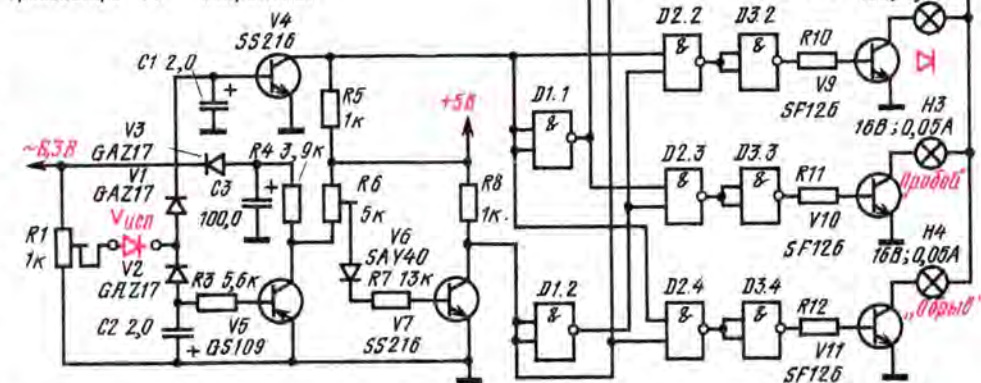 V4
SS216
C1 2,0
+
R5
1к
+5В
~6,3В
V3
GAZ17
V1
GAZ17
R4 3,9к
+
C3
100,0
R6
5к
R8
1к.
R1
1к
Vисп
V2
GAZ17
R3 5,6к
V6
SAY40
R7 13к
C2 2,0
+
V5
GS109
V7
SS216
D1.1
&
D1.2
&
D2.2
&
D3.2
&
R10
V9
SF126
H3
16В; 0,05А
D2.3
&
D3.3
&
R11
V10
SF126
„Пробой"
H4
16В; 0,05А
D2.4
&
D3.4
&
R12
V11
SF126
„Обрыв"